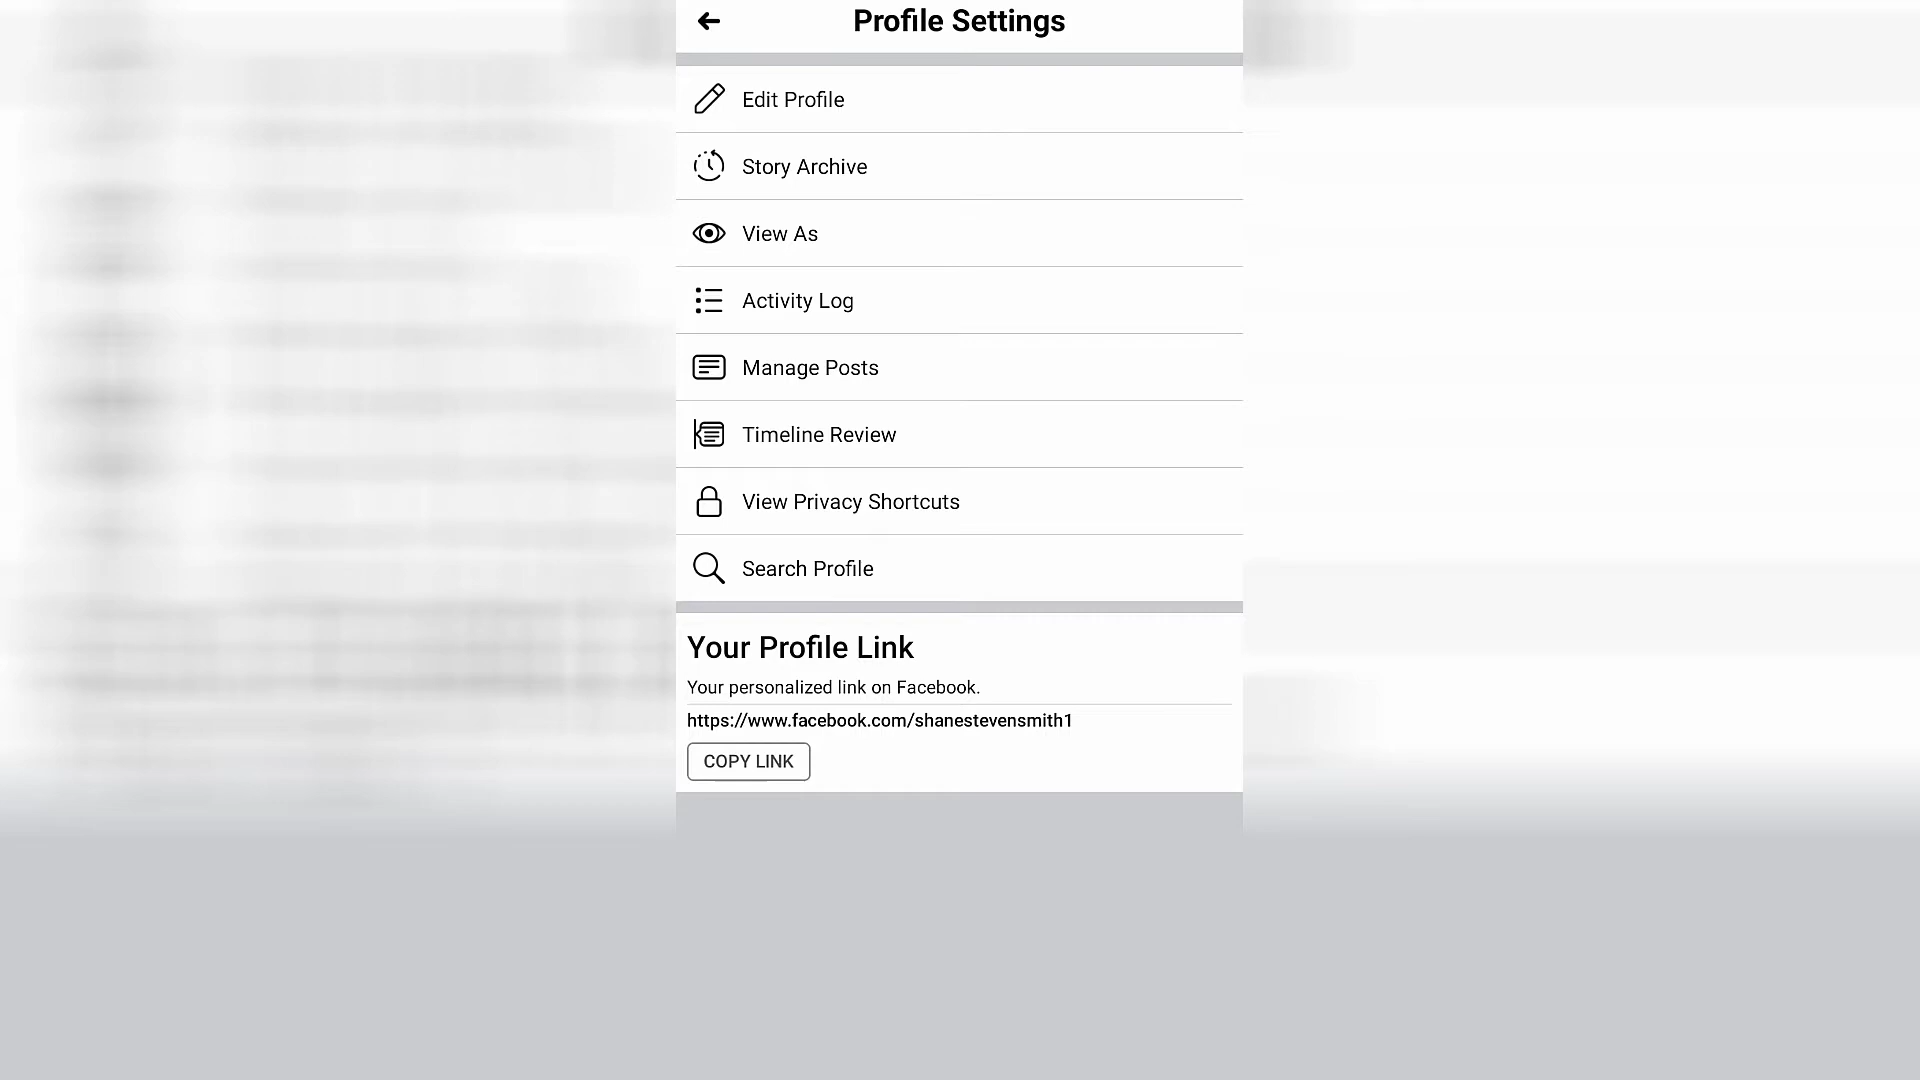 Profile Settings
Edit Profile
Story Archive
View As
Activity Log
Manage Posts
Timeline Review
View Privacy Shortcuts
Search Profile
Your Profile Link
Your personalized link on Facebook.
https://www.facebook.com/shanestevensmith1
COPY LINK